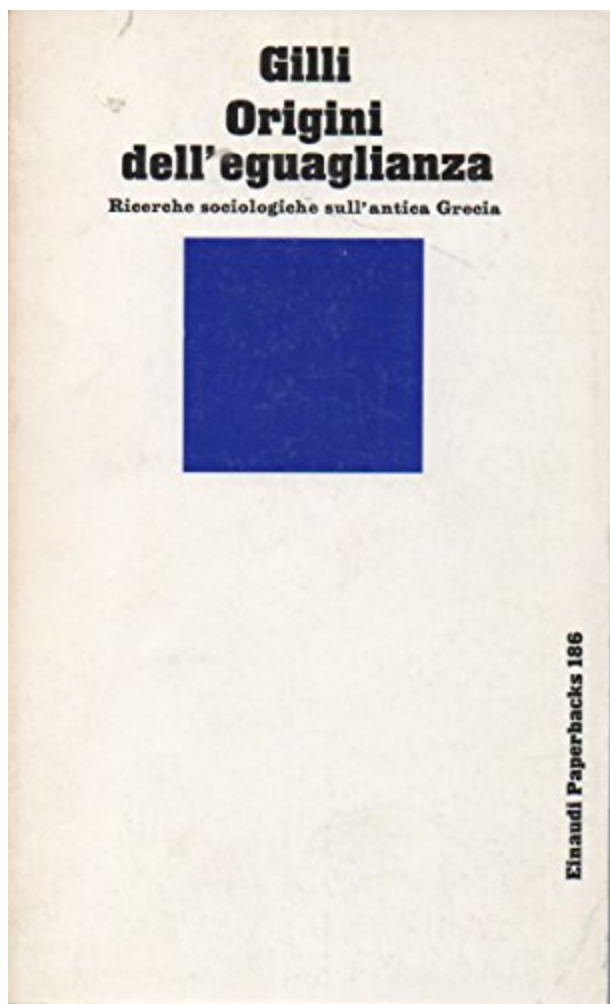 Gilli
Origini
dell'eguaglianza
Ricerche sociologiche sull'antica Grecia
Einaudi Paperbacks 186